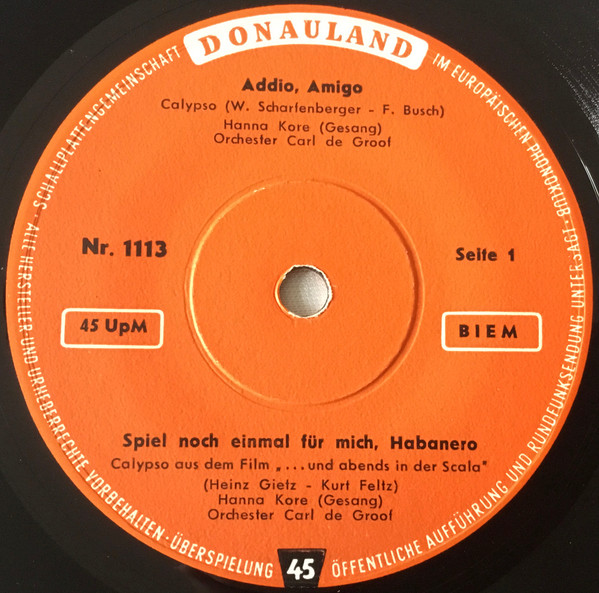 DONAULAND
SCHALLPLATTENGEMEINSCHAFT
IM EUROPÄISCHEN PHONOKLUB ·
Addio, Amigo
Calypso (W. Scharfenberger - F. Busch)
Hanna Kore (Gesang)
Orchester Carl de Groof
Nr. 1113
Seite 1
45 UpM
BIEM
Spiel noch einmal für mich, Habanero
Calypso aus dem Film „...und abends in der Scala"
(Heinz Gietz - Kurt Feltz)
Hanna Kore (Gesang)
Orchester Carl de Groof
· ALLE HERSTELLER- UND URHEBERRECHTE VORBEHALTEN · ÜBERSPIELUNG
45
ÖFFENTLICHE AUFFÜHRUNG UND RUNDFUNKSENDUNG UNTERSAGT ·